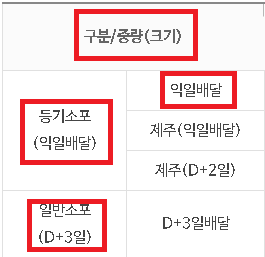 구분/중량(크기)
등기소포
(익일배달)
익일배달
제주(익일배달)
제주(D+2일)
일반소포
(D+3일)
D+3일배달